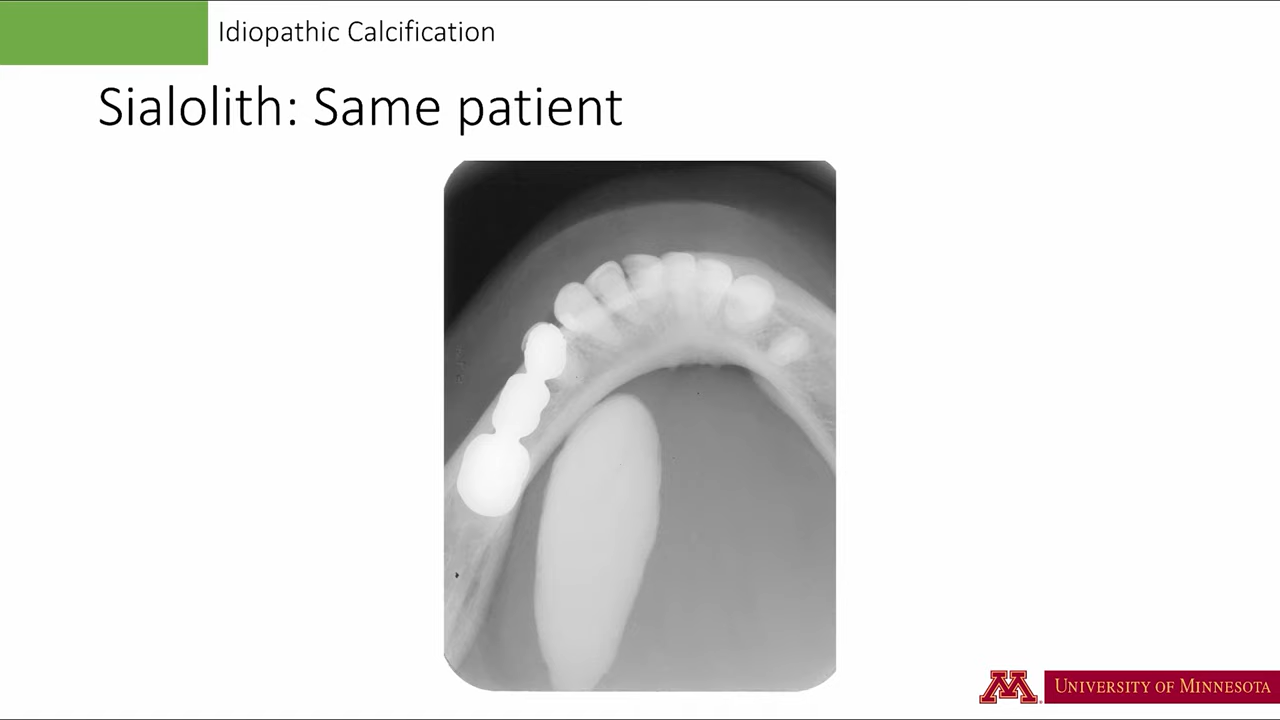 Idiopathic Calcification
Sialolith: Same patient
M
UNIVERSITY OF MINNESOTA